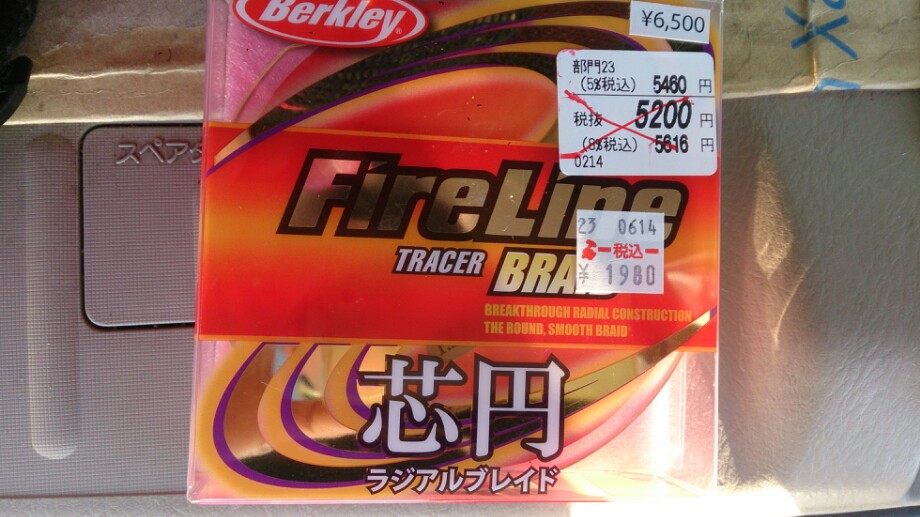 Berkley
¥6,500
部門23
(5%税込) 5460 円
税抜 5200 円
(8%税込) 5616 円
0214
スペアタ
FireLine
23 0614
税込
¥ 1980
TRACER BRAID
BREAKTHROUGH RADIAL CONSTRUCTION
THE ROUND, SMOOTH BRAID
芯円
ラジアルブレイド